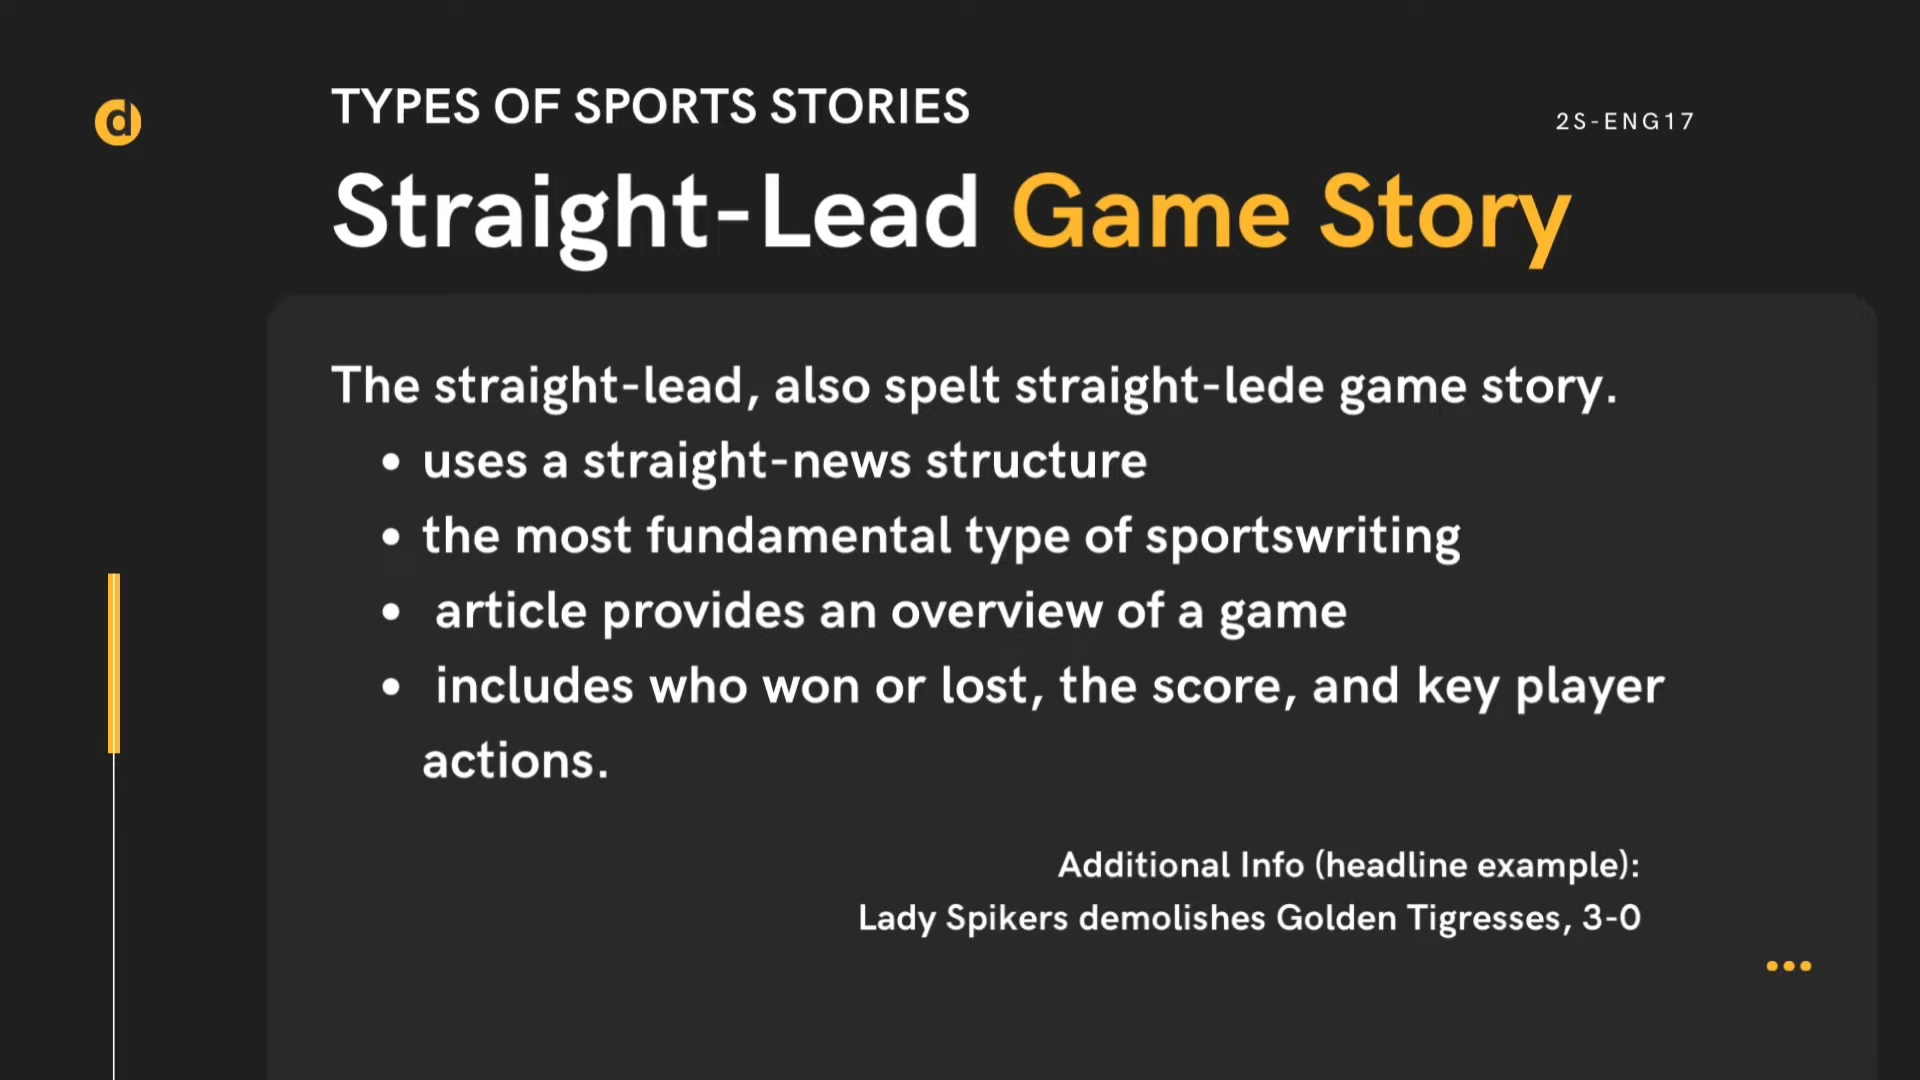 TYPES OF SPORTS STORIES
2S-ENG17
Straight-Lead Game Story
The straight-lead, also spelt straight-lede game story.
• uses a straight-news structure
• the most fundamental type of sportswriting
• article provides an overview of a game
• includes who won or lost, the score, and key player
actions.
Additional Info (headline example):
Lady Spikers demolishes Golden Tigresses, 3-0